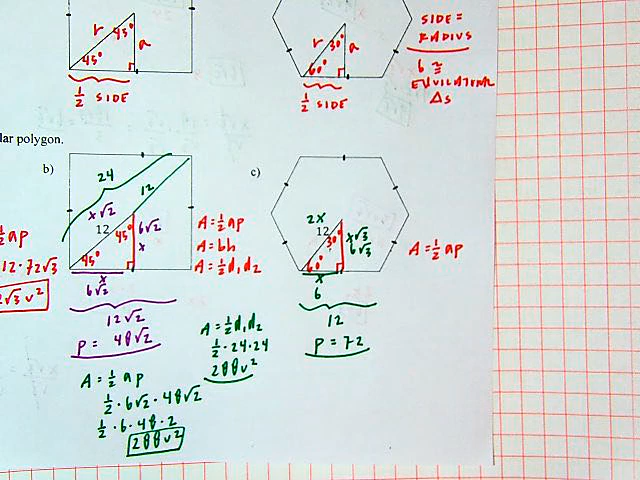 r 45° a
45°
1/2 SIDE
r 30° a
60°
1/2 SIDE
SIDE =
RADIUS
6 ≅
EQUILATERAL
Δs
lar polygon.
b)
24
12
x√2
12
45°
6√2
x
45°
x
6√2
12√2
P = 48√2
A = 1/2 ap
1/2 · 6√2 · 48√2
1/2 · 6 · 48 · 2
288 u²
A = 1/2 ap
A = bh
A = 1/2 d₁d₂
A = 1/2 d₁d₂
1/2 · 24 · 24
288 u²
1/2 ap
12 · 72√3
2√3 u²
c)
2x
12
30°
x√3
6√3
60°
x
6
12
P = 72
A = 1/2 ap